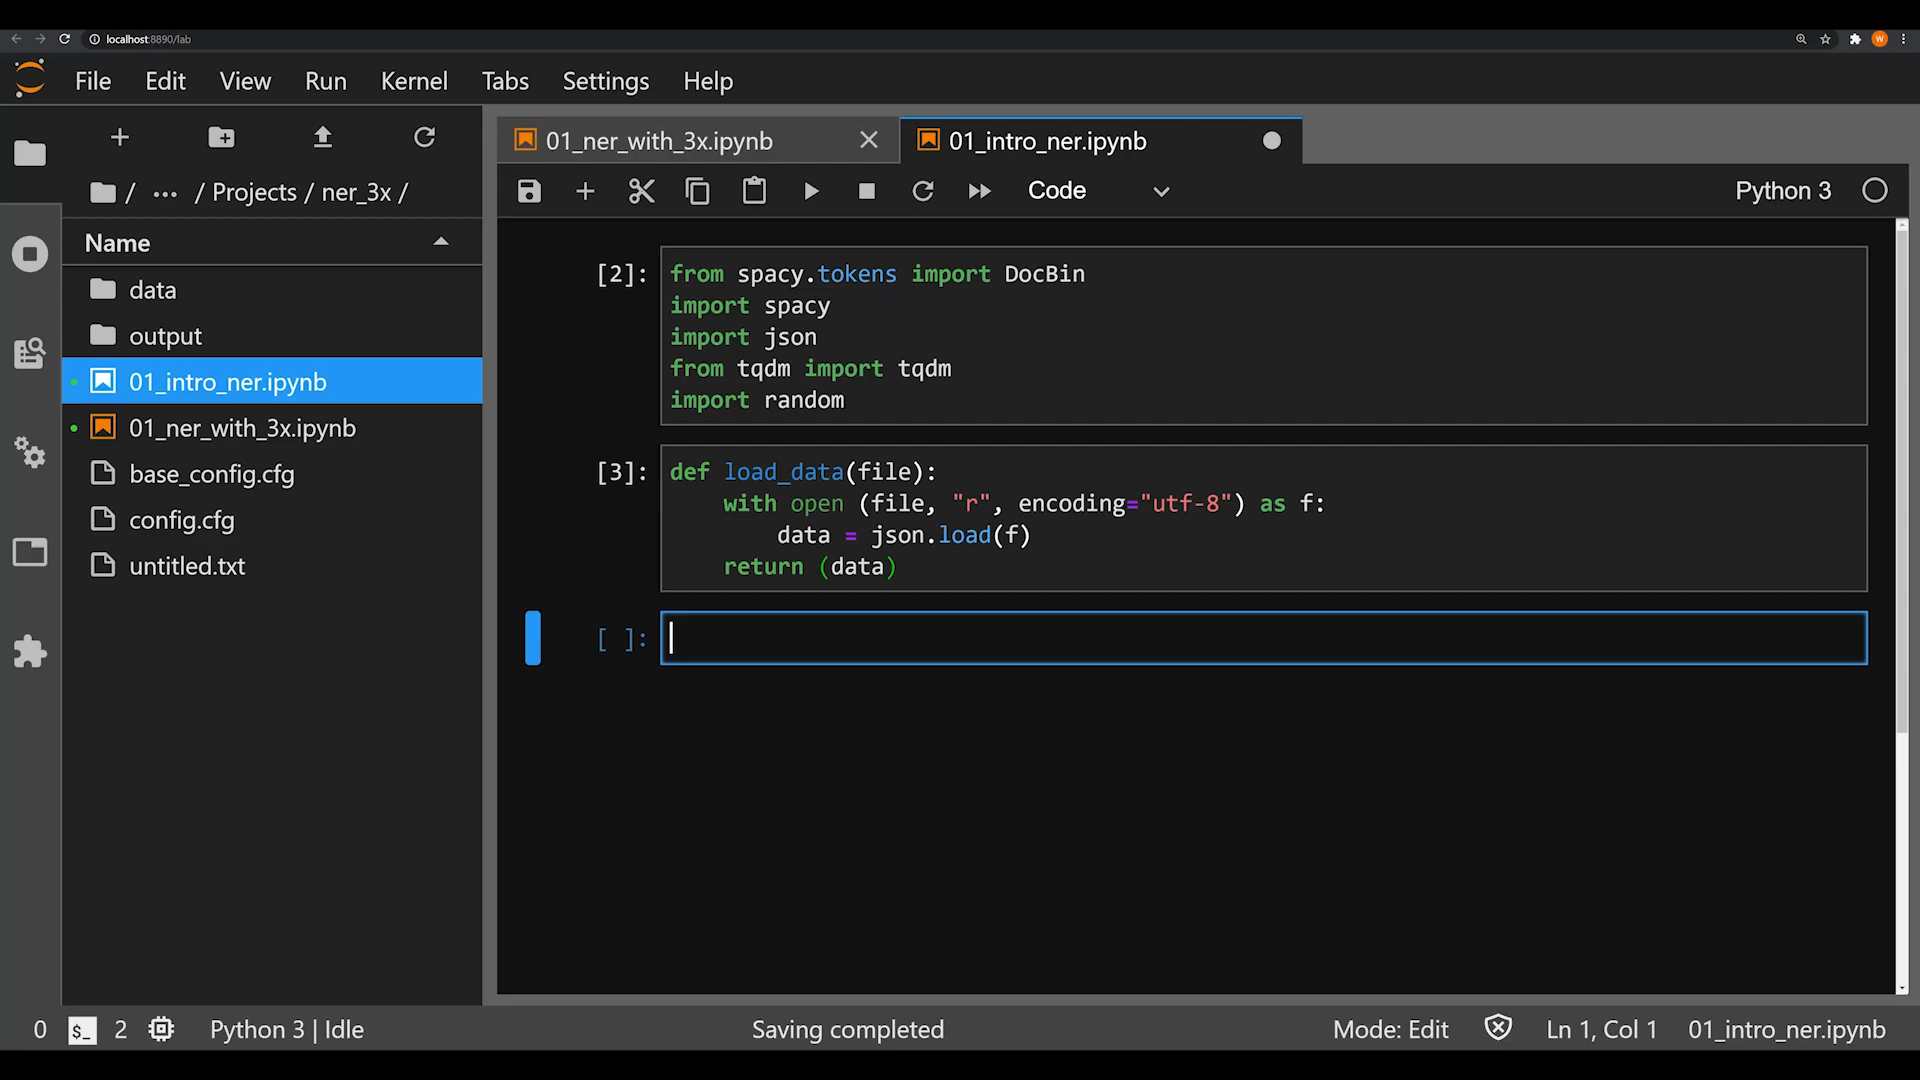 localhost:8890/lab
W
File Edit View Run Kernel Tabs Settings Help
01_ner_with_3x.ipynb
01_intro_ner.ipynb
/ ... / Projects / ner_3x /
Code
Python 3
Name
data
output
01_intro_ner.ipynb
01_ner_with_3x.ipynb
base_config.cfg
config.cfg
untitled.txt
[2]:
from spacy.tokens import DocBin
import spacy
import json
from tqdm import tqdm
import random
[3]:
def load_data(file):
    with open (file, "r", encoding="utf-8") as f:
        data = json.load(f)
    return (data)
[ ]:
0 $_ 2 Python 3 | Idle
Saving completed
Mode: Edit
Ln 1, Col 1
01_intro_ner.ipynb